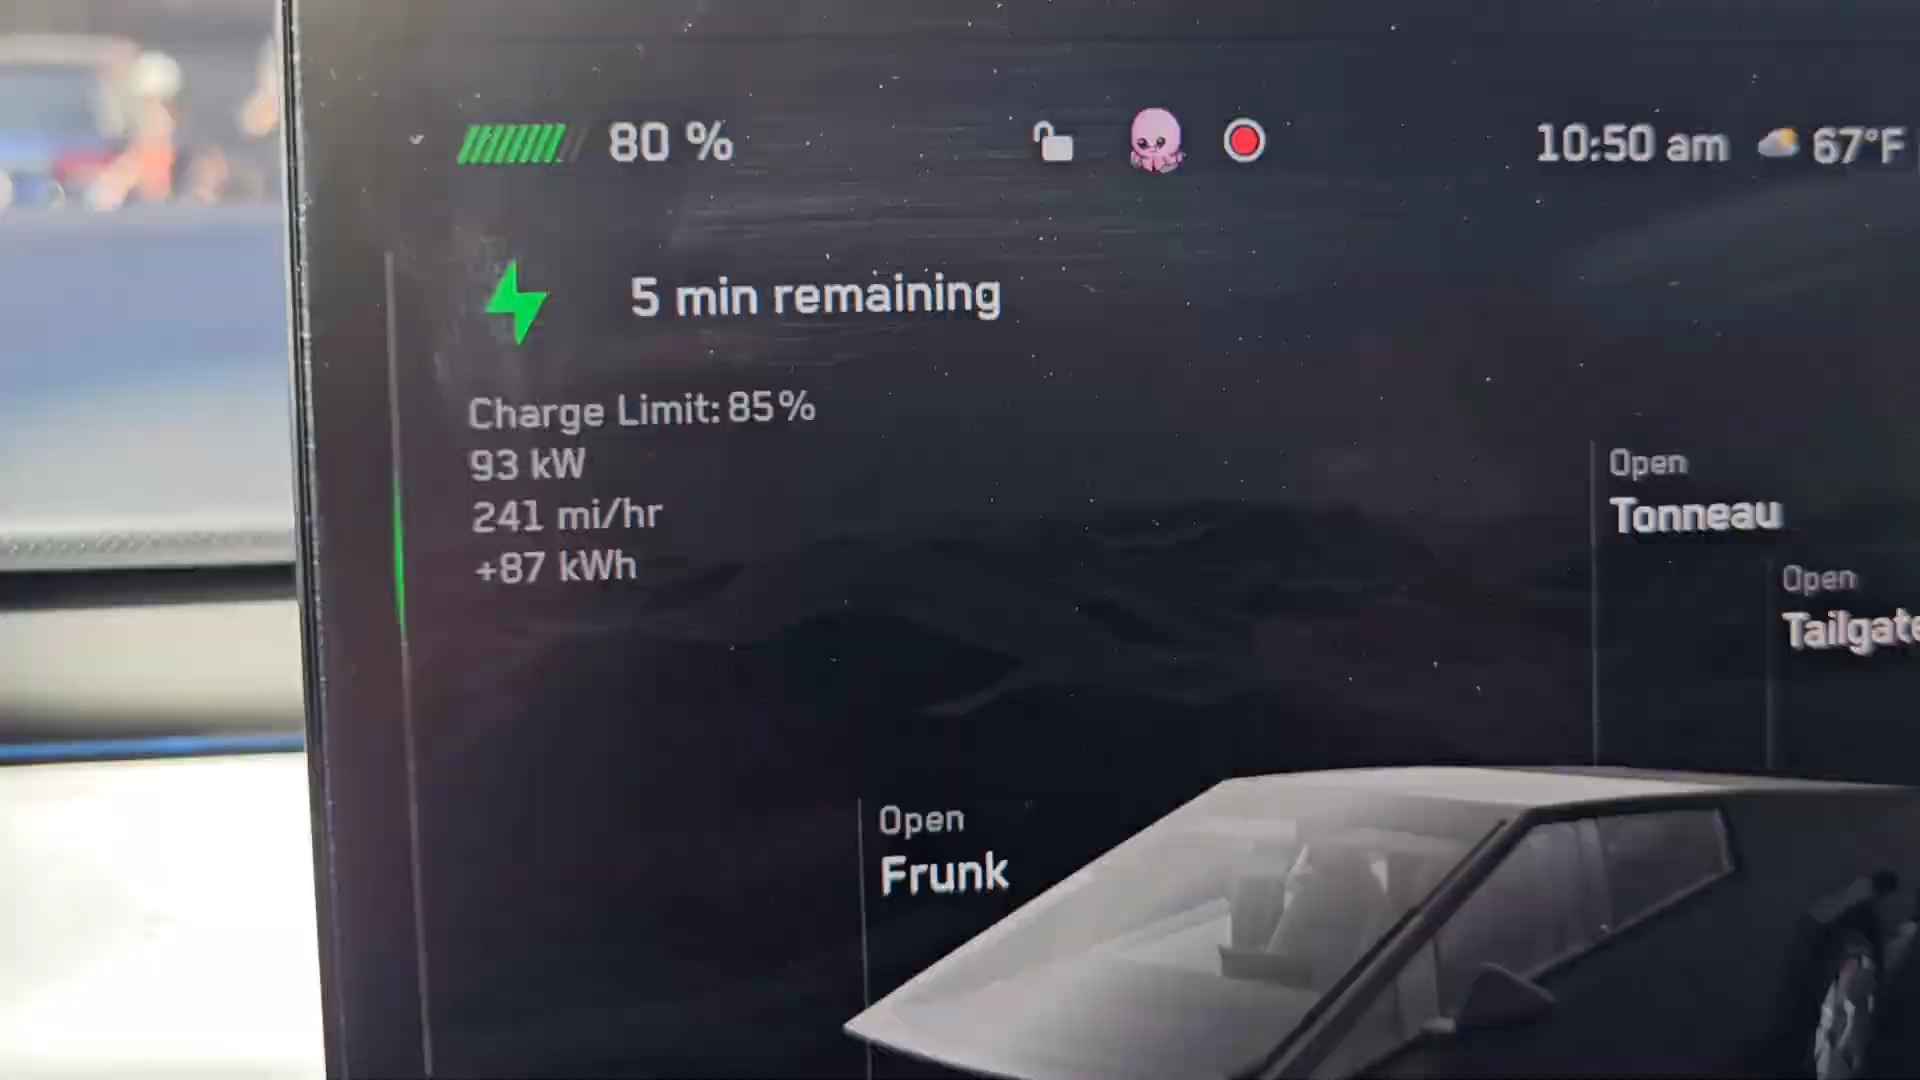 80 %
10:50 am
67°F
5 min remaining
Charge Limit: 85%
93 kW
241 mi/hr
+87 kWh
Open
Tonneau
Open
Tailgate
Open
Frunk